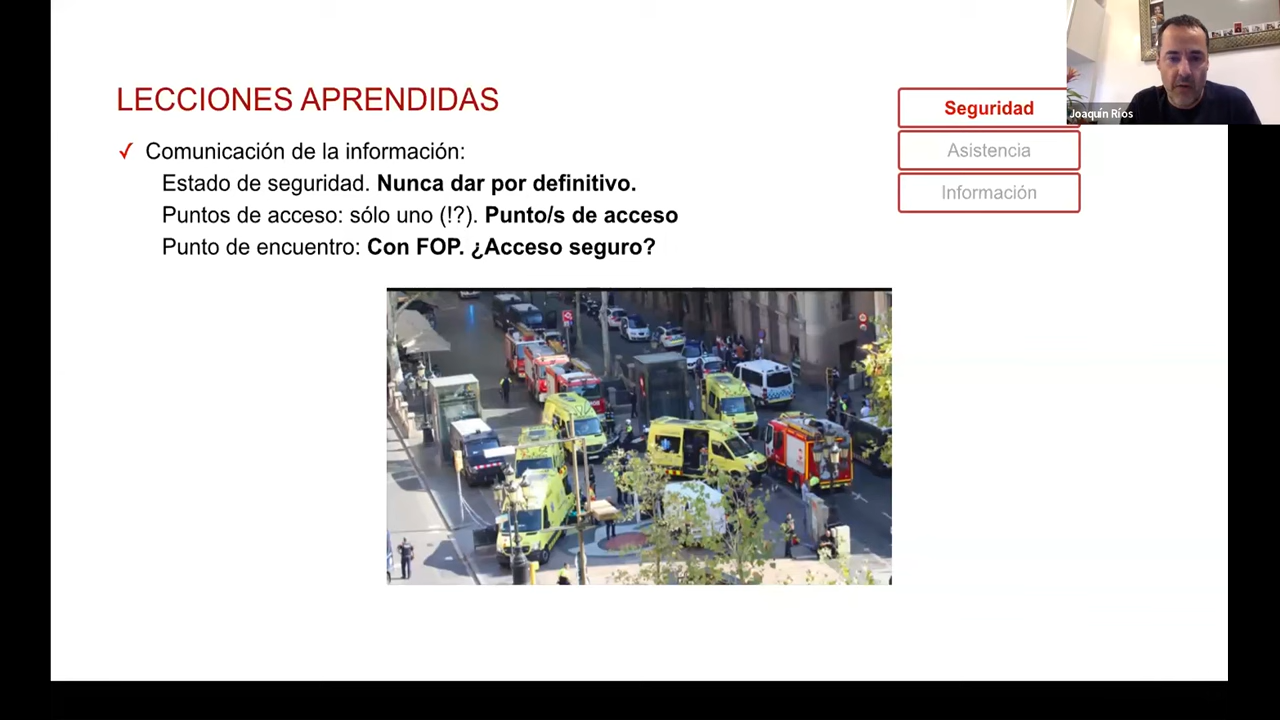 LECCIONES APRENDIDAS
✓ Comunicación de la información:
Estado de seguridad. Nunca dar por definitivo.
Puntos de acceso: sólo uno (!?). Punto/s de acceso
Punto de encuentro: Con FOP. ¿Acceso seguro?
Seguridad
Asistencia
Información
Joaquín Ríos